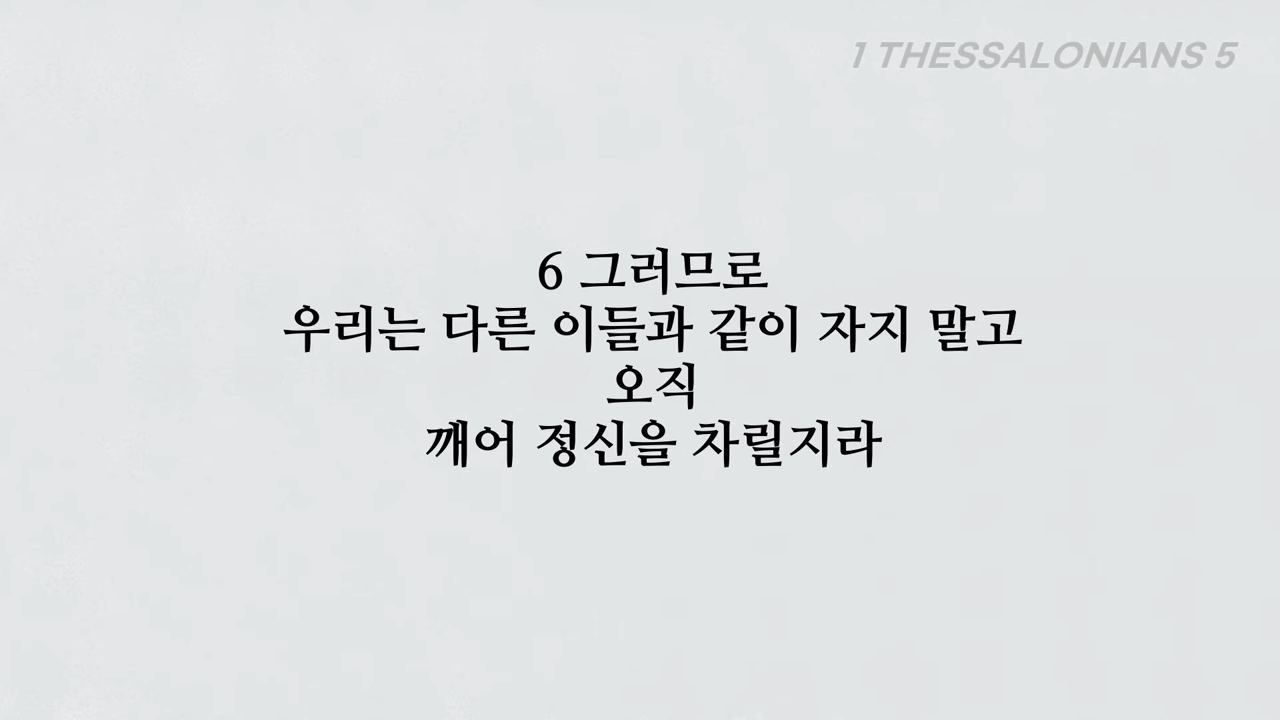 1 THESSALONIANS 5
6 그러므로
우리는 다른 이들과 같이 자지 말고
오직
깨어 정신을 차릴지라